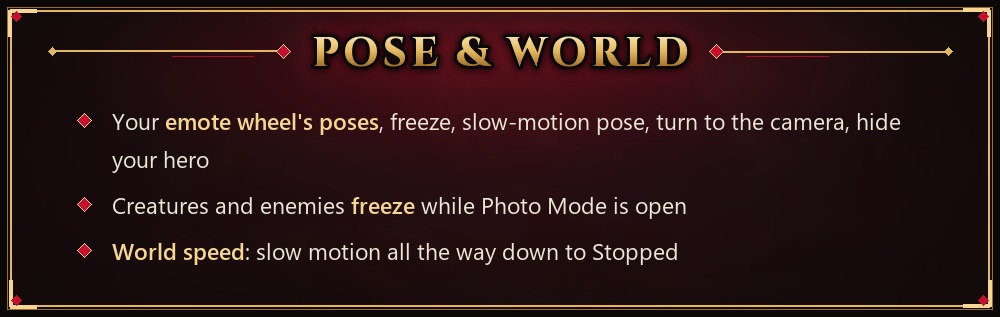 POSE & WORLD
Your emote wheel's poses, freeze, slow-motion pose, turn to the camera, hide
your hero
Creatures and enemies freeze while Photo Mode is open
World speed: slow motion all the way down to Stopped